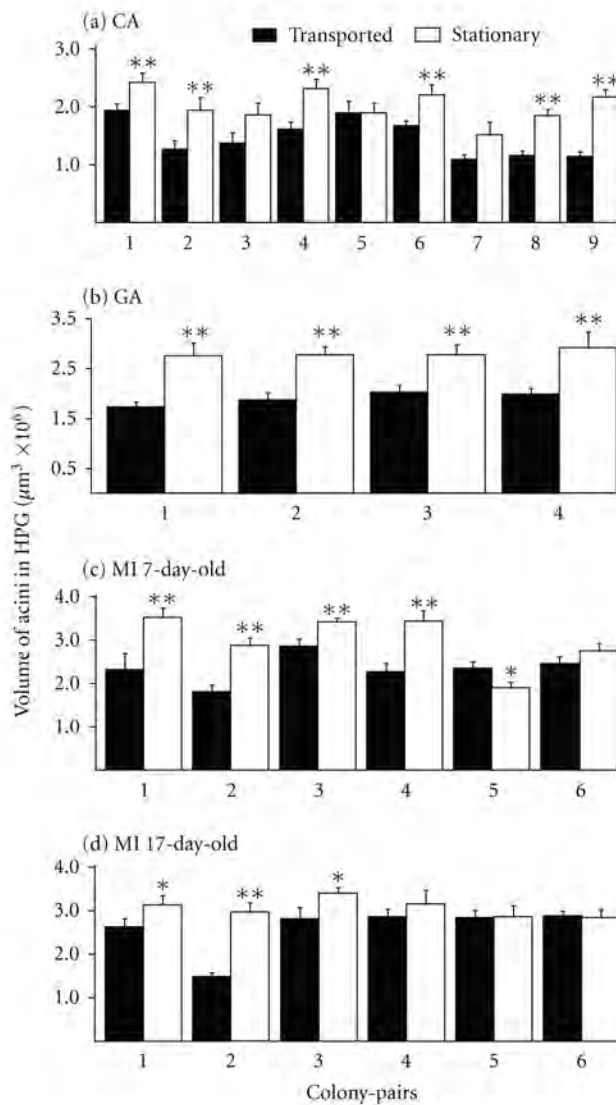 (a) CA
Transported Stationary
3.0
2.0
1.0
** ** ** ** ** **
1 2 3 4 5 6 7 8 9
(b) GA
3.5
2.5
1.5
0.5
** ** ** **
1 2 3 4
(c) MI 7-day-old
4.0
3.0
2.0
1.0
** ** ** ** *
1 2 3 4 5 6
(d) MI 17-day-old
4.0
3.0
2.0
1.0
* ** *
1 2 3 4 5 6
Colony-pairs
Volume of acini in HPG (μm³ ×10⁶)